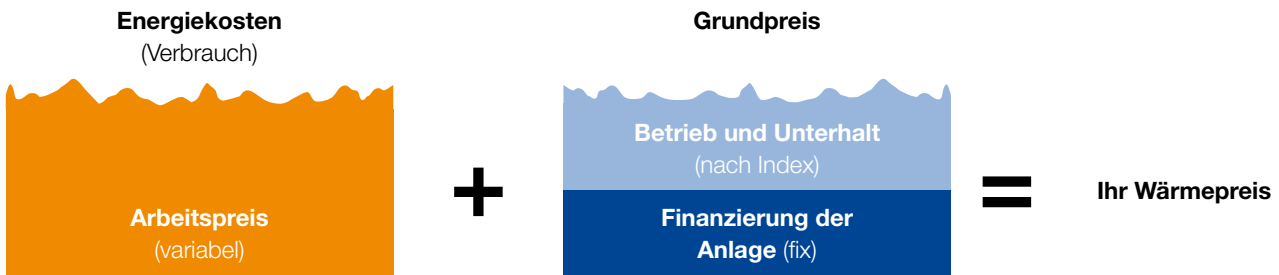 Energiekosten
(Verbrauch)
Arbeitspreis
(variabel)
+
Grundpreis
Betrieb und Unterhalt
(nach Index)
Finanzierung der
Anlage (fix)
=
Ihr Wärmepreis